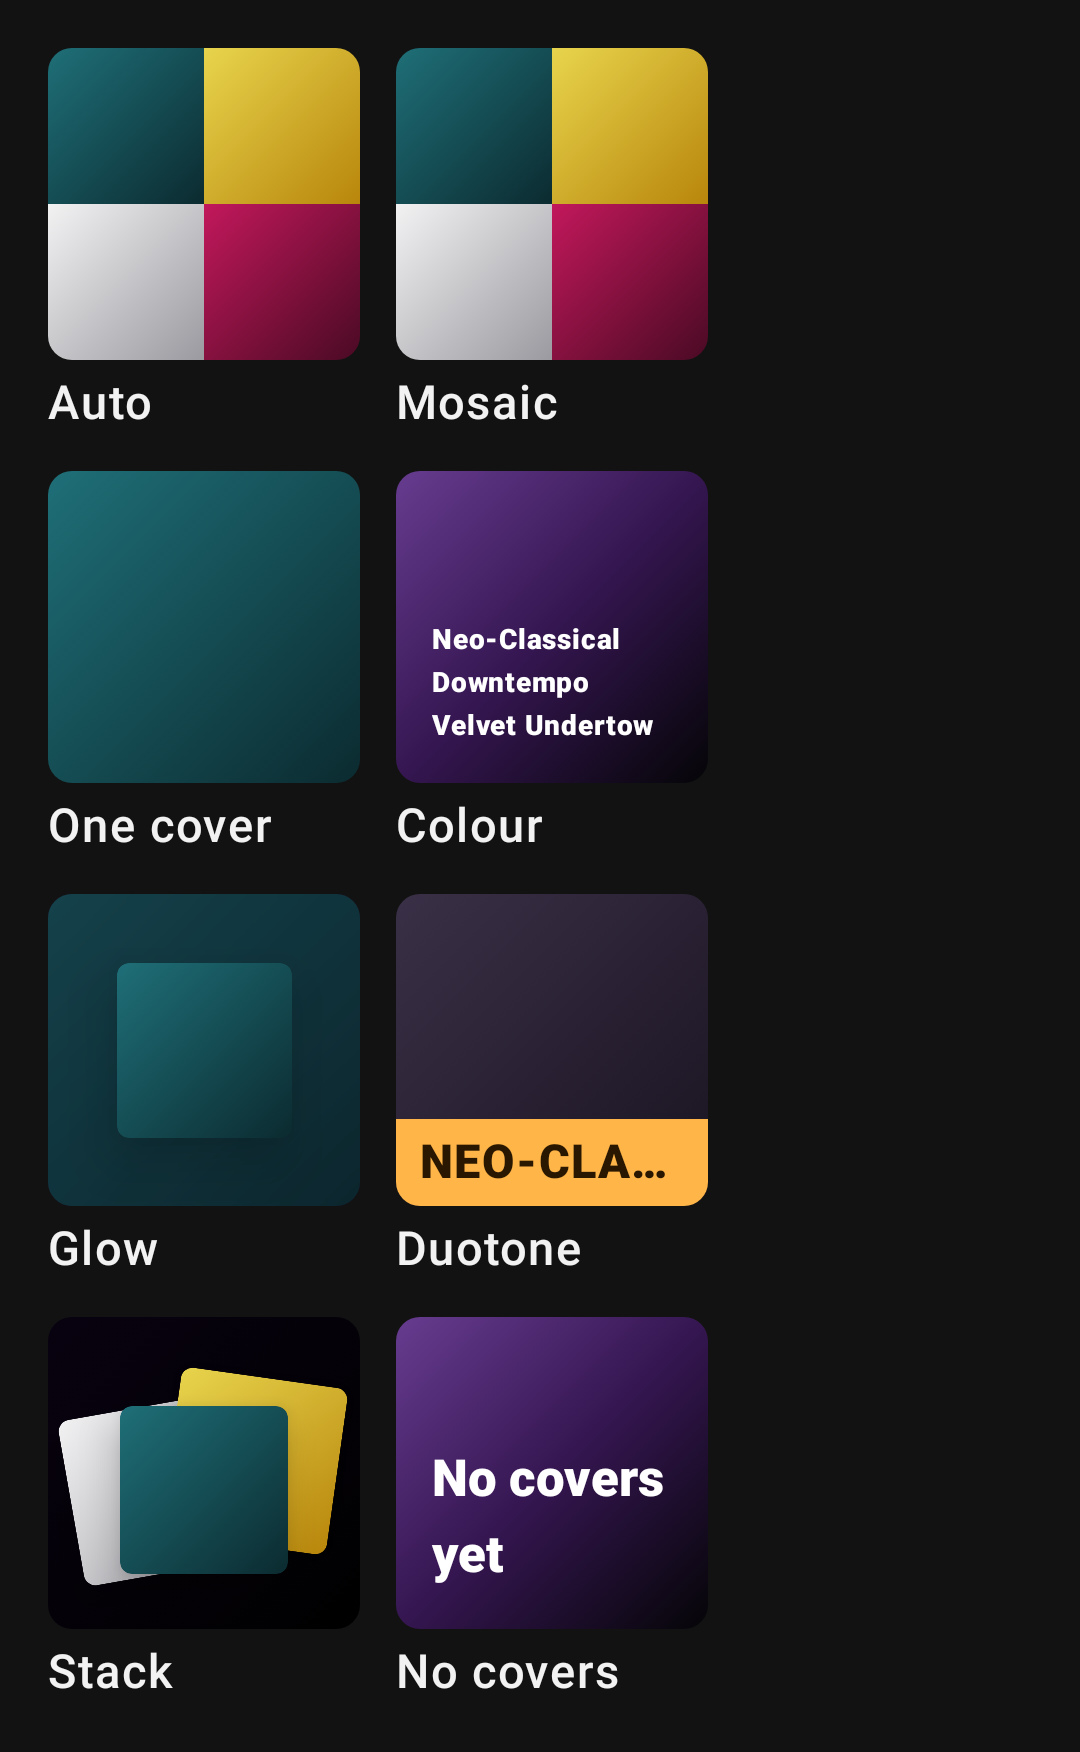 Auto
Mosaic
Neo-Classical
Downtempo
Velvet Undertow
One cover
Colour
NEO-CLA...
Glow
Duotone
No covers
yet
Stack
No covers